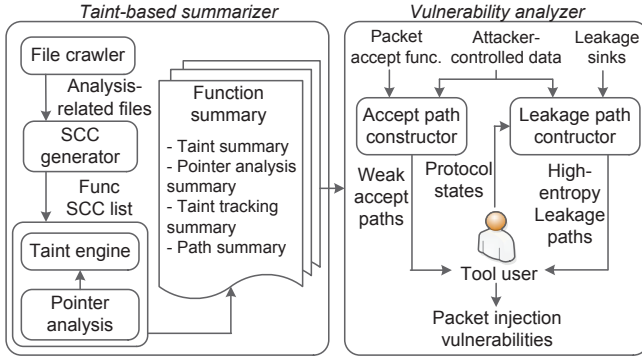 Taint-based summarizer
File crawler
Analysis-
related files
SCC
generator
Func
SCC list
Taint engine
Pointer
analysis
Function
summary
- Taint summary
- Pointer analysis
summary
- Taint tracking
summary
- Path summary
Vulnerability analyzer
Packet
accept func.
Attacker-
controlled data
Leakage
sinks
Accept path
constructor
Leakage path
contructor
Weak
accept
paths
Protocol
states
High-
entropy
Leakage
paths
Tool user
Packet injection
vulnerabilities